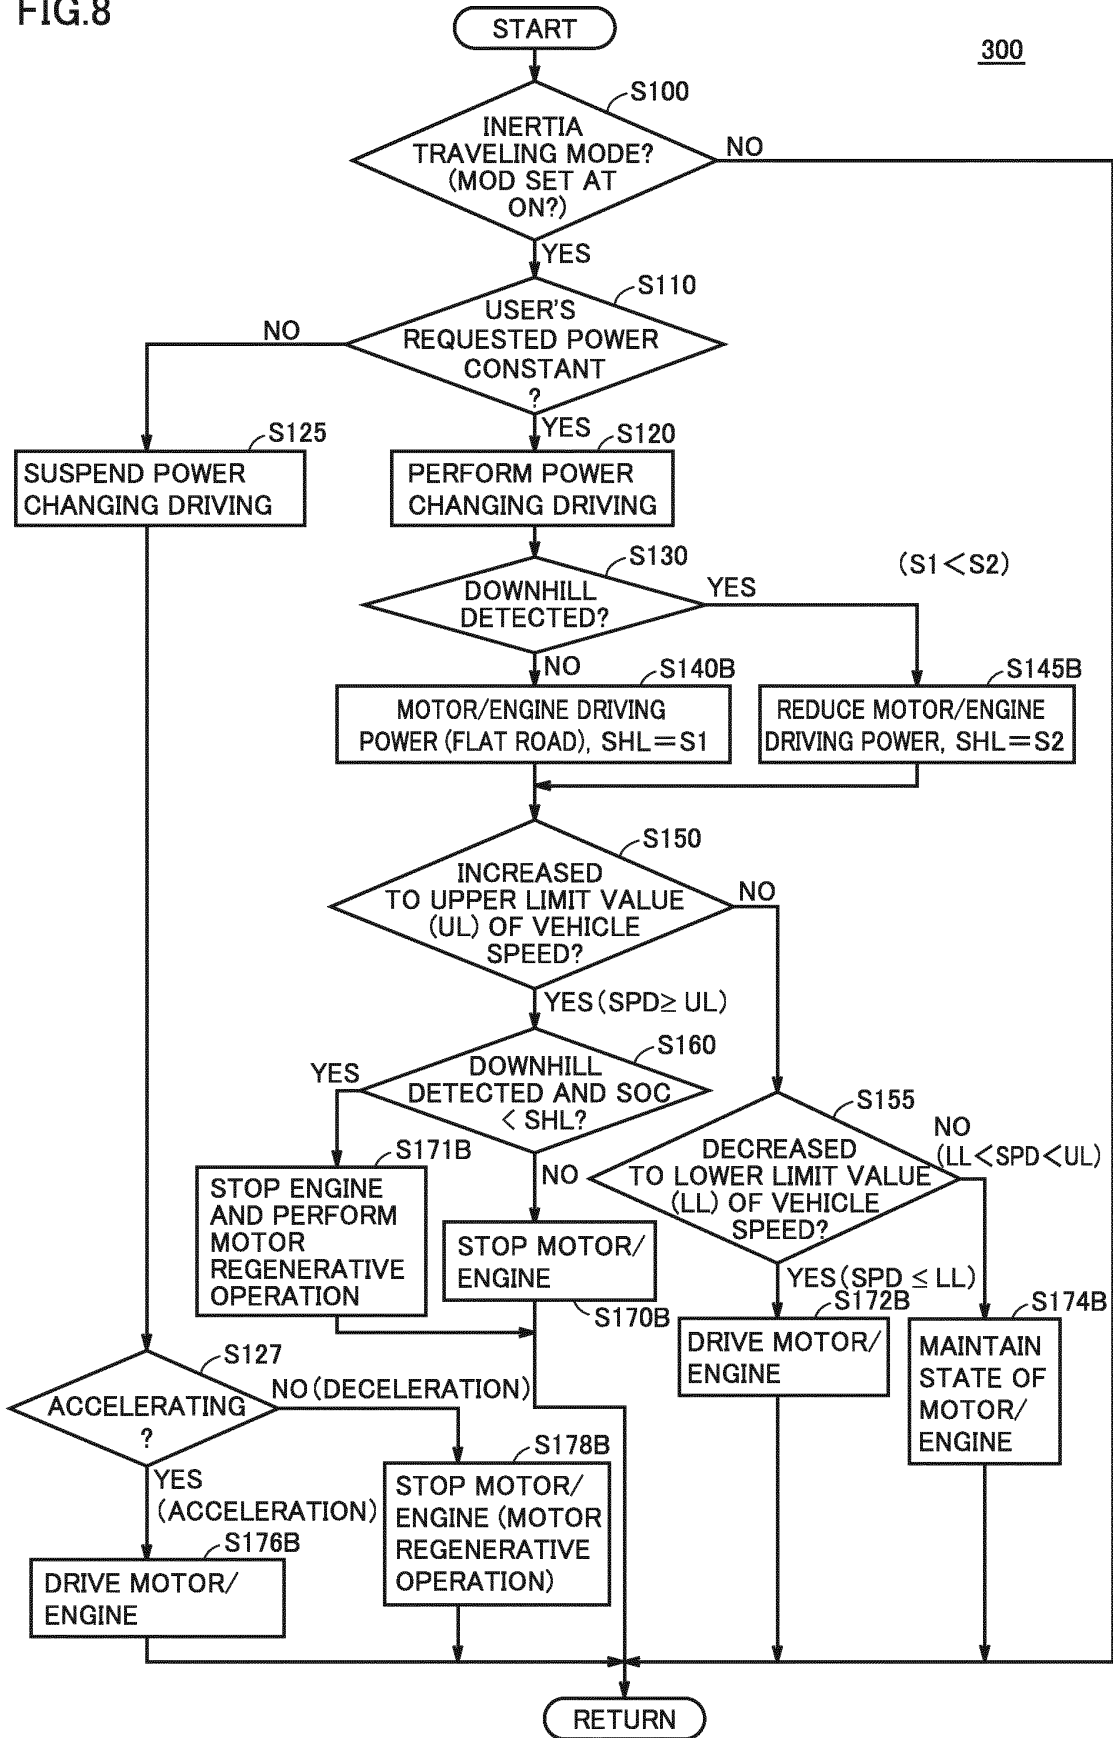 FIG.8
START
300
S100
INERTIA
TRAVELING MODE?
(MOD SET AT
ON?)
NO
YES
S110
USER'S
REQUESTED POWER
CONSTANT
?
NO
YES
S125
SUSPEND POWER
CHANGING DRIVING
S120
PERFORM POWER
CHANGING DRIVING
S130
DOWNHILL
DETECTED?
YES
(S1<S2)
NO
S140B
MOTOR/ENGINE DRIVING
POWER (FLAT ROAD), SHL=S1
S145B
REDUCE MOTOR/ENGINE
DRIVING POWER, SHL=S2
S150
INCREASED
TO UPPER LIMIT VALUE
(UL) OF VEHICLE
SPEED?
NO
YES (SPD≥ UL)
S160
DOWNHILL
DETECTED AND SOC
< SHL?
YES
NO
S155
DECREASED
TO LOWER LIMIT VALUE
(LL) OF VEHICLE
SPEED?
NO
(LL<SPD<UL)
YES (SPD ≤ LL)
S171B
STOP ENGINE
AND PERFORM
MOTOR
REGENERATIVE
OPERATION
STOP MOTOR/
ENGINE
S170B
S172B
DRIVE MOTOR/
ENGINE
S174B
MAINTAIN
STATE OF
MOTOR/
ENGINE
S127
ACCELERATING
?
NO (DECELERATION)
YES
(ACCELERATION)
S178B
STOP MOTOR/
ENGINE (MOTOR
REGENERATIVE
OPERATION)
S176B
DRIVE MOTOR/
ENGINE
RETURN